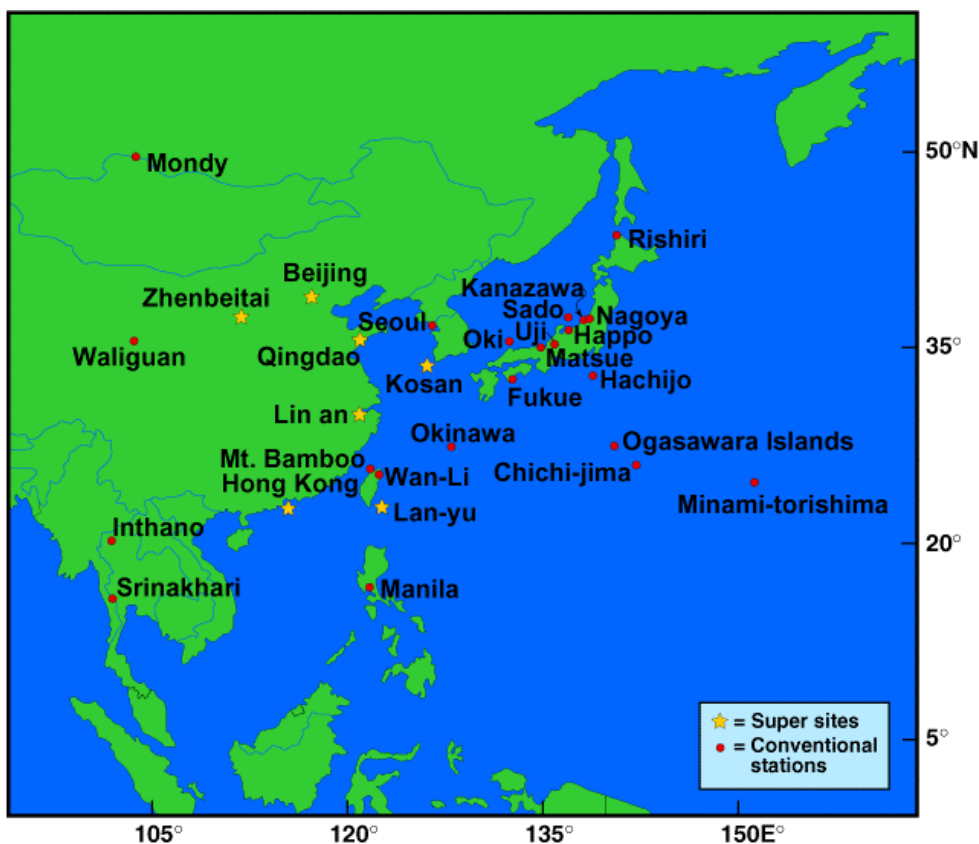 50°N
Mondy
Rishiri
Beijing
Kanazawa
Zhenbeitai
Sado
Nagoya
Seoul
Uji
Oki
Happo
35°
Waliguan
Qingdao
Matsue
Kosan
Hachijo
Fukue
Lin an
Okinawa
Ogasawara Islands
Mt. Bamboo
Wan-Li
Chichi-jima
Hong Kong
Minami-torishima
Lan-yu
Inthano
20°
Srinakhari
Manila
= Super sites
= Conventional
stations
5°
105°
120°
135°
150E°